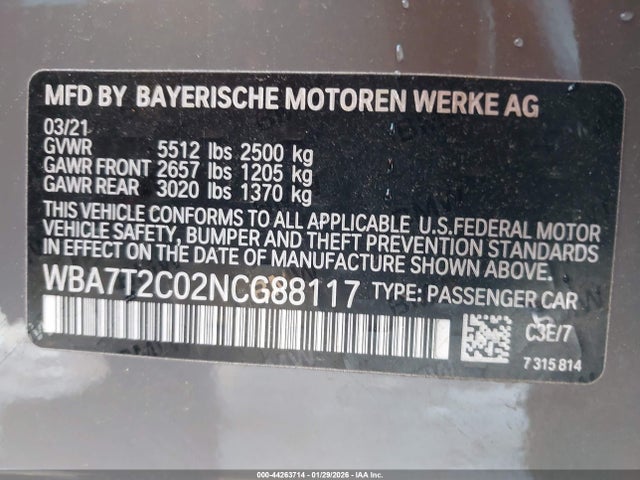 MFD BY BAYERISCHE MOTOREN WERKE AG
03/21
GVWR 5512 lbs 2500 kg
GAWR FRONT 2657 lbs 1205 kg
GAWR REAR 3020 lbs 1370 kg
THIS VEHICLE CONFORMS TO ALL APPLICABLE U.S.FEDERAL MOTOR
VEHICLE SAFETY, BUMPER AND THEFT PREVENTION STANDARDS
IN EFFECT ON THE DATE OF MANUFACTURE SHOWN ABOVE.
WBA7T2C02NCG88117 TYPE: PASSENGER CAR
C3E/7
7315814
000-44263714 | 01/29/2026 | IAA Inc.